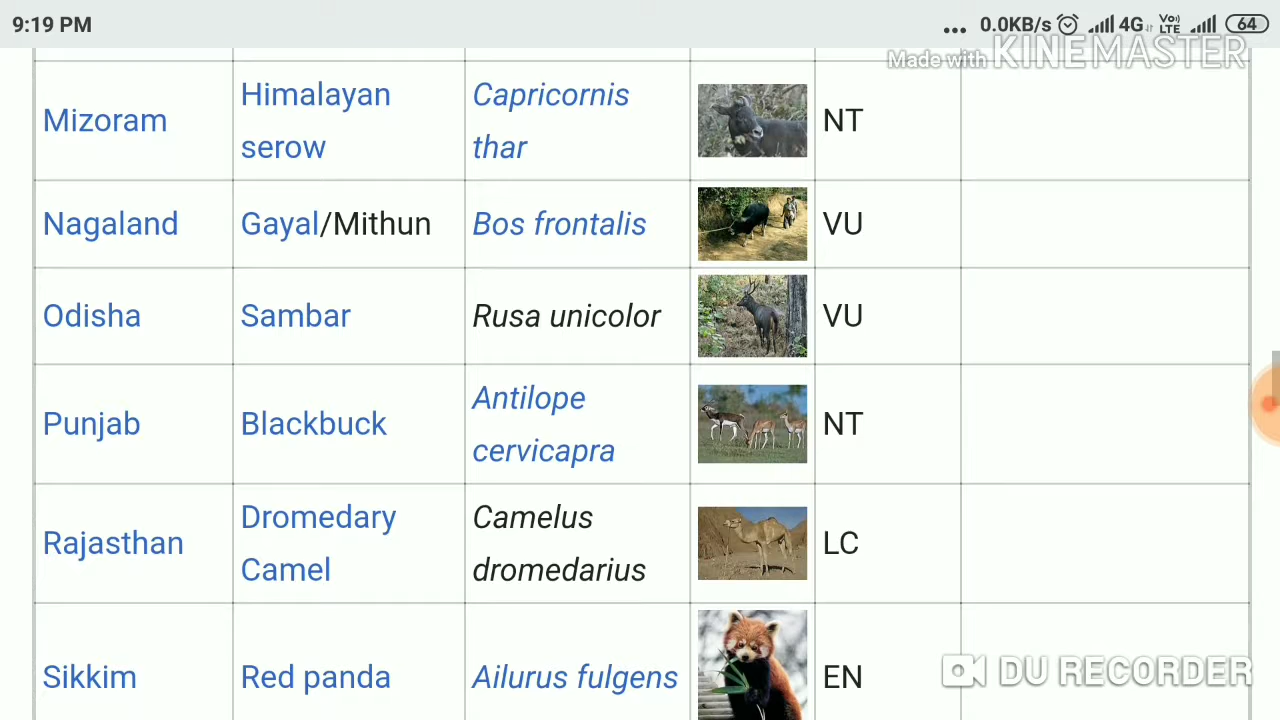 9:19 PM
... 0.0KB/s 4G Vo) LTE 64
Made with KINEMASTER
Mizoram Himalayan serow Capricornis thar NT
Nagaland Gayal/Mithun Bos frontalis VU
Odisha Sambar Rusa unicolor VU
Punjab Blackbuck Antilope cervicapra NT
Rajasthan Dromedary Camel Camelus dromedarius LC
Sikkim Red panda Ailurus fulgens EN
DU RECORDER